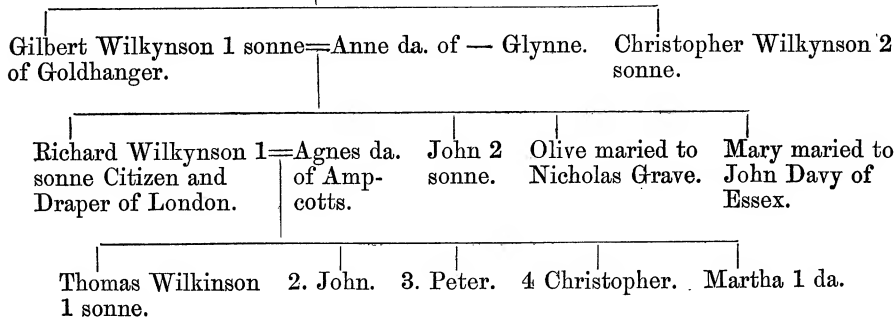 Gilbert Wilkynson 1 sonne=Anne da. of — Glynne. Christopher Wilkynson 2
of Goldhanger. sonne.
Richard Wilkynson 1=Agnes da. John 2 Olive maried to Mary maried to
sonne Citizen and of Amp- sonne. Nicholas Grave. John Davy of
Draper of London. cotts. Essex.
Thomas Wilkinson 2. John. 3. Peter. 4 Christopher. Martha 1 da.
1 sonne.